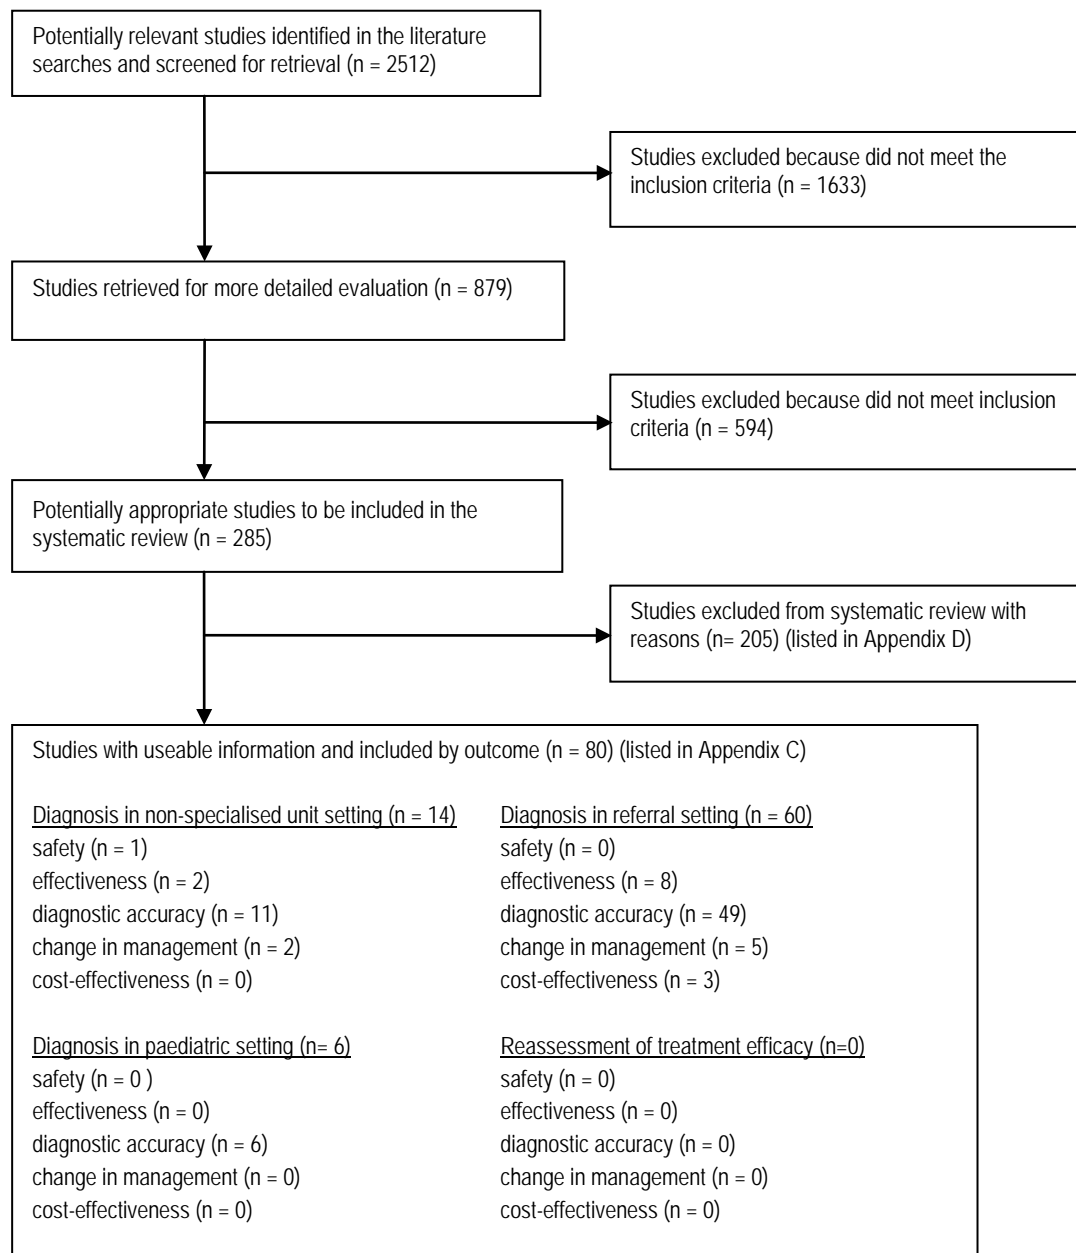 Potentially relevant studies identified in the literature
searches and screened for retrieval (n = 2512)
Studies excluded because did not meet the
inclusion criteria (n = 1633)
Studies retrieved for more detailed evaluation (n = 879)
Studies excluded because did not meet inclusion
criteria (n = 594)
Potentially appropriate studies to be included in the
systematic review (n = 285)
Studies excluded from systematic review with
reasons (n= 205) (listed in Appendix D)
Studies with useable information and included by outcome (n = 80) (listed in Appendix C)
Diagnosis in non-specialised unit setting (n = 14)
safety (n = 1)
effectiveness (n = 2)
diagnostic accuracy (n = 11)
change in management (n = 2)
cost-effectiveness (n = 0)
Diagnosis in referral setting (n = 60)
safety (n = 0)
effectiveness (n = 8)
diagnostic accuracy (n = 49)
change in management (n = 5)
cost-effectiveness (n = 3)
Diagnosis in paediatric setting (n= 6)
safety (n = 0 )
effectiveness (n = 0)
diagnostic accuracy (n = 6)
change in management (n = 0)
cost-effectiveness (n = 0)
Reassessment of treatment efficacy (n=0)
safety (n = 0)
effectiveness (n = 0)
diagnostic accuracy (n = 0)
change in management (n = 0)
cost-effectiveness (n = 0)